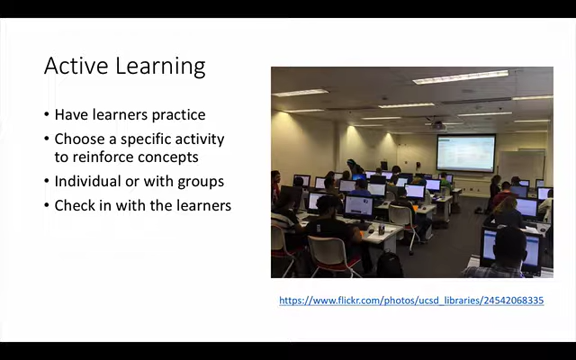 Active Learning
• Have learners practice
• Choose a specific activity
to reinforce concepts
• Individual or with groups
• Check in with the learners
https://www.flickr.com/photos/ucsd_libraries/24542068335